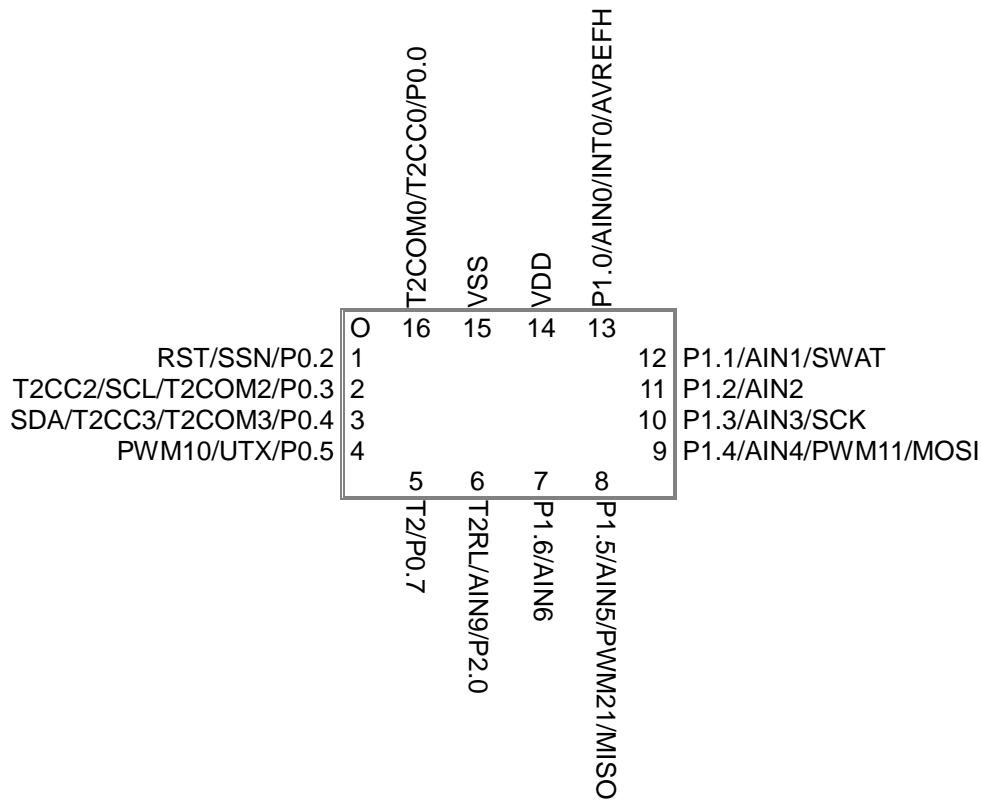 T2COM0/T2CC0/P0.0
VSS
VDD
P1.0/AIN0/INT0/AVREFH
O 16 15 14 13
RST/SSN/P0.2 1 12 P1.1/AIN1/SWAT
T2CC2/SCL/T2COM2/P0.3 2 11 P1.2/AIN2
SDA/T2CC3/T2COM3/P0.4 3 10 P1.3/AIN3/SCK
PWM10/UTX/P0.5 4 9 P1.4/AIN4/PWM11/MOSI
5 6 7 8
T2/P0.7
T2RL/AIN9/P2.0
P1.6/AIN6
P1.5/AIN5/PWM21/MISO